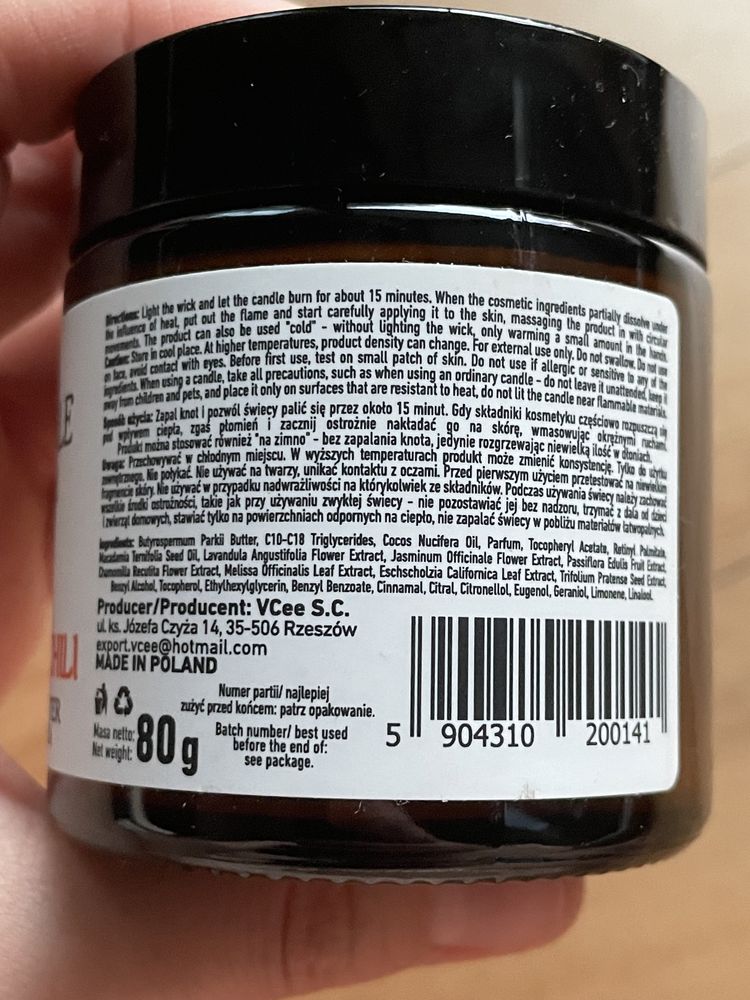 LE
HILI
ER
Directions: Light the wick and let the candle burn for about 15 minutes. When the cosmetic ingredients partially dissolve under
the influence of heat, put out the flame and start carefully applying it to the skin, massaging the product in with circular
movements. The product can also be used "cold" - without lighting the wick, only warming a small amount in the hands.
Caution: Store in cool place. At higher temperatures, product density can change. For external use only. Do not swallow. Do not use
on face, avoid contact with eyes. Before first use, test on small patch of skin. Do not use if allergic or sensitive to any of the
ingredients. When using a candle, take all precautions, such as when using an ordinary candle - do not leave it unattended, keep it
away from children and pets, and place it only on surfaces that are resistant to heat, do not lit the candle near flammable materials.
Sposób użycia: Zapal knot i pozwól świecy palić się przez około 15 minut. Gdy składniki kosmetyku częściowo rozpuszczą się
pod wpływem ciepła, zgaś płomień i zacznij ostrożnie nakładać go na skórę, wmasowując okrężnymi ruchami.
Produkt można stosować również "na zimno" - bez zapalania knota, jedynie rozgrzewając niewielką ilość w dłoniach.
Uwaga: Przechowywać w chłodnym miejscu. W wyższych temperaturach produkt może zmienić konsystencję. Tylko do użytku
zewnętrznego. Nie połykać. Nie używać na twarzy, unikać kontaktu z oczami. Przed pierwszym użyciem przetestować na niewielkim
fragmencie skóry. Nie używać w przypadku nadwrażliwości na którykolwiek ze składników. Podczas używania świecy należy zachować
wszelkie środki ostrożności, takie jak przy używaniu zwykłej świecy - nie pozostawiać jej bez nadzoru, trzymać z dala od dzieci
i zwierząt domowych, stawiać tylko na powierzchniach odpornych na ciepło, nie zapalać świecy w pobliżu materiałów łatwopalnych.
Ingredients: Butyrospermum Parkii Butter, C10-C18 Triglycerides, Cocos Nucifera Oil, Parfum, Tocopheryl Acetate, Retinyl Palmitate,
Macadamia Ternifolia Seed Oil, Lavandula Angustifolia Flower Extract, Jasminum Officinale Flower Extract, Passiflora Edulis Fruit Extract,
Chamomilla Recutita Flower Extract, Melissa Officinalis Leaf Extract, Eschscholzia Californica Leaf Extract, Trifolium Pratense Seed Extract,
Benzyl Alcohol, Tocopherol, Ethylhexylglycerin, Benzyl Benzoate, Cinnamal, Citral, Citronellol, Eugenol, Geraniol, Limonene, Linalool.
Producer/Producent: VCee S.C.
ul. ks. Józefa Czyża 14, 35-506 Rzeszów
export.vcee@hotmail.com
MADE IN POLAND
Numer partii/ najlepiej
zużyć przed końcem: patrz opakowanie.
Masa netto:
Net weight: 80 g
Batch number/ best used
before the end of:
see package.
5 904310 200141